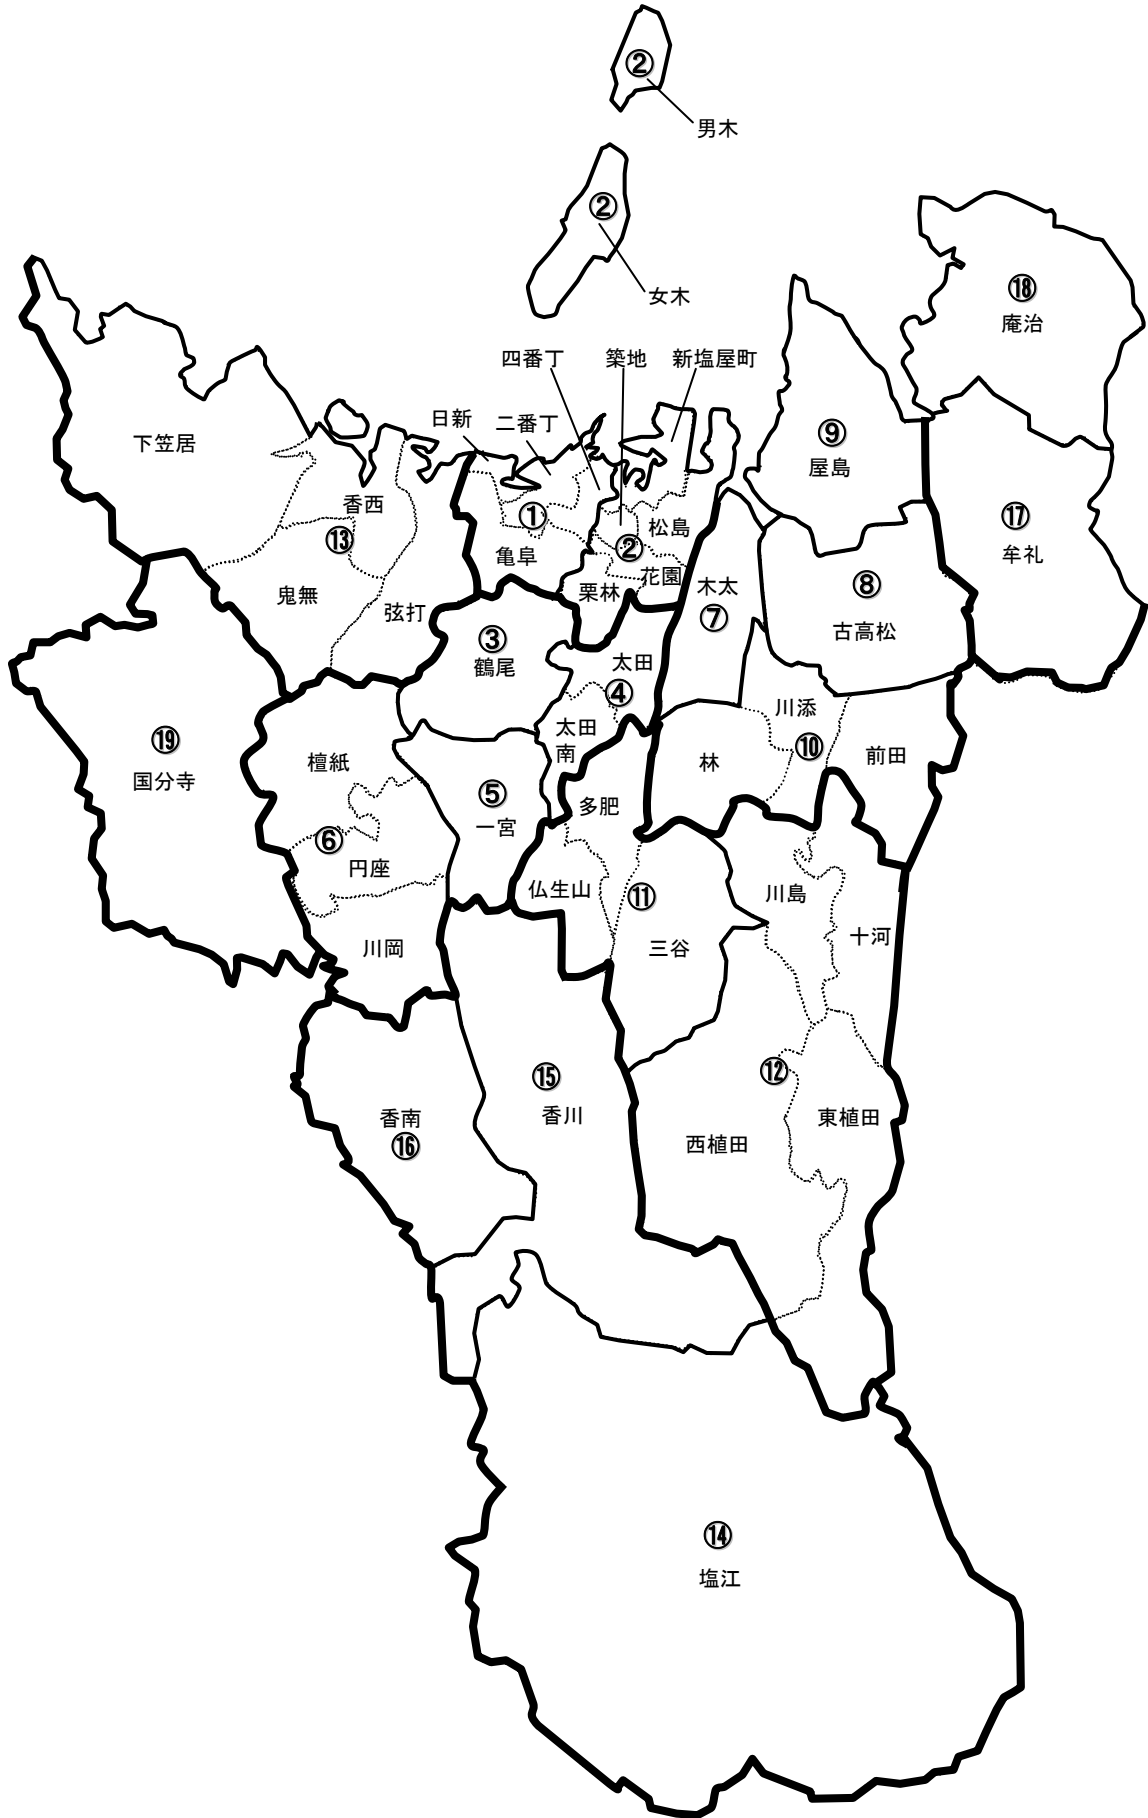 ②
男木
②
女木
⑱
庵治
四番丁
築地
新塩屋町
日新
二番丁
下笠居
⑨
屋島
香西
①
松島
⑰
牟礼
⑬
亀阜
②
花園
栗林
木太
⑧
鬼無
弦打
⑦
古高松
③
鶴尾
太田
④
川添
太田
南
⑲
国分寺
檀紙
林
⑩
前田
⑤
一宮
多肥
⑥
円座
仏生山
⑪
川島
川岡
三谷
十河
⑮
香川
⑫
香南
⑯
東植田
西植田
⑭
塩江